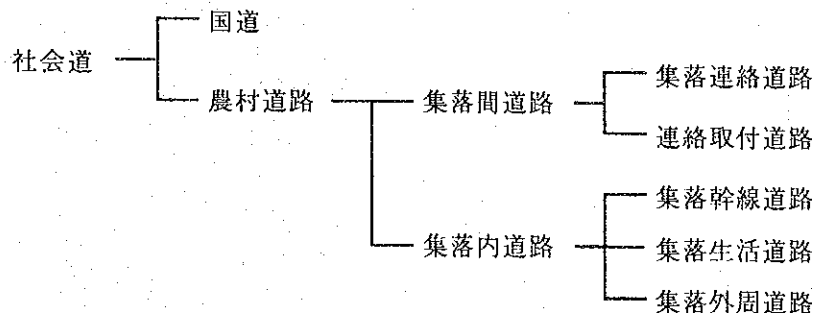 国道
社会道
農村道路
集落間道路
集落連絡道路
連絡取付道路
集落内道路
集落幹線道路
集落生活道路
集落外周道路